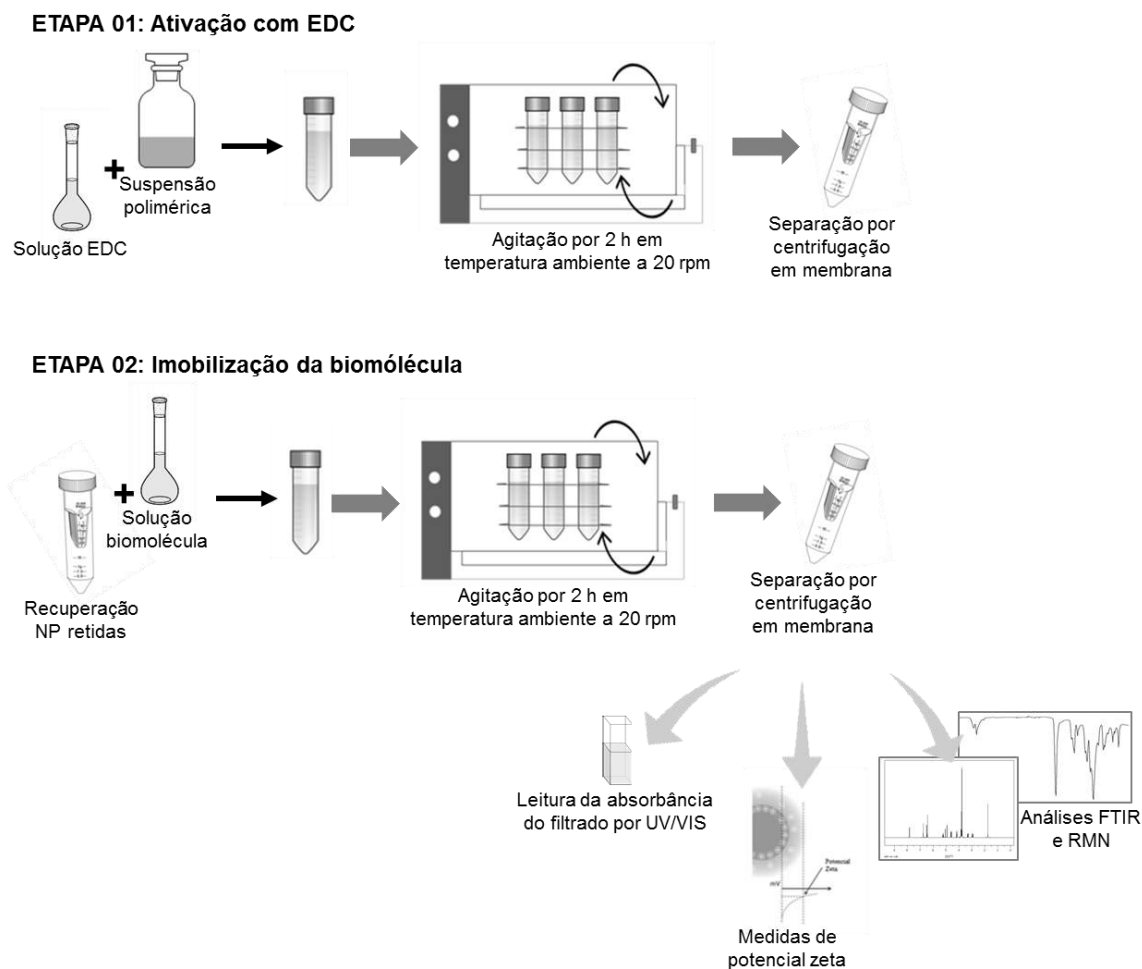 ETAPA 01: Ativação com EDC
Solução EDC
+
Suspensão
polimérica
Agitação por 2 h em
temperatura ambiente a 20 rpm
Separação por
centrifugação
em membrana
ETAPA 02: Imobilização da biomólécula
Recuperação
NP retidas
+
Solução
biomolécula
Agitação por 2 h em
temperatura ambiente a 20 rpm
Separação por
centrifugação
em membrana
Leitura da absorbância
do filtrado por UV/VIS
mV
Potencial
Zeta
Medidas de
potencial zeta
Análises FTIR
e RMN